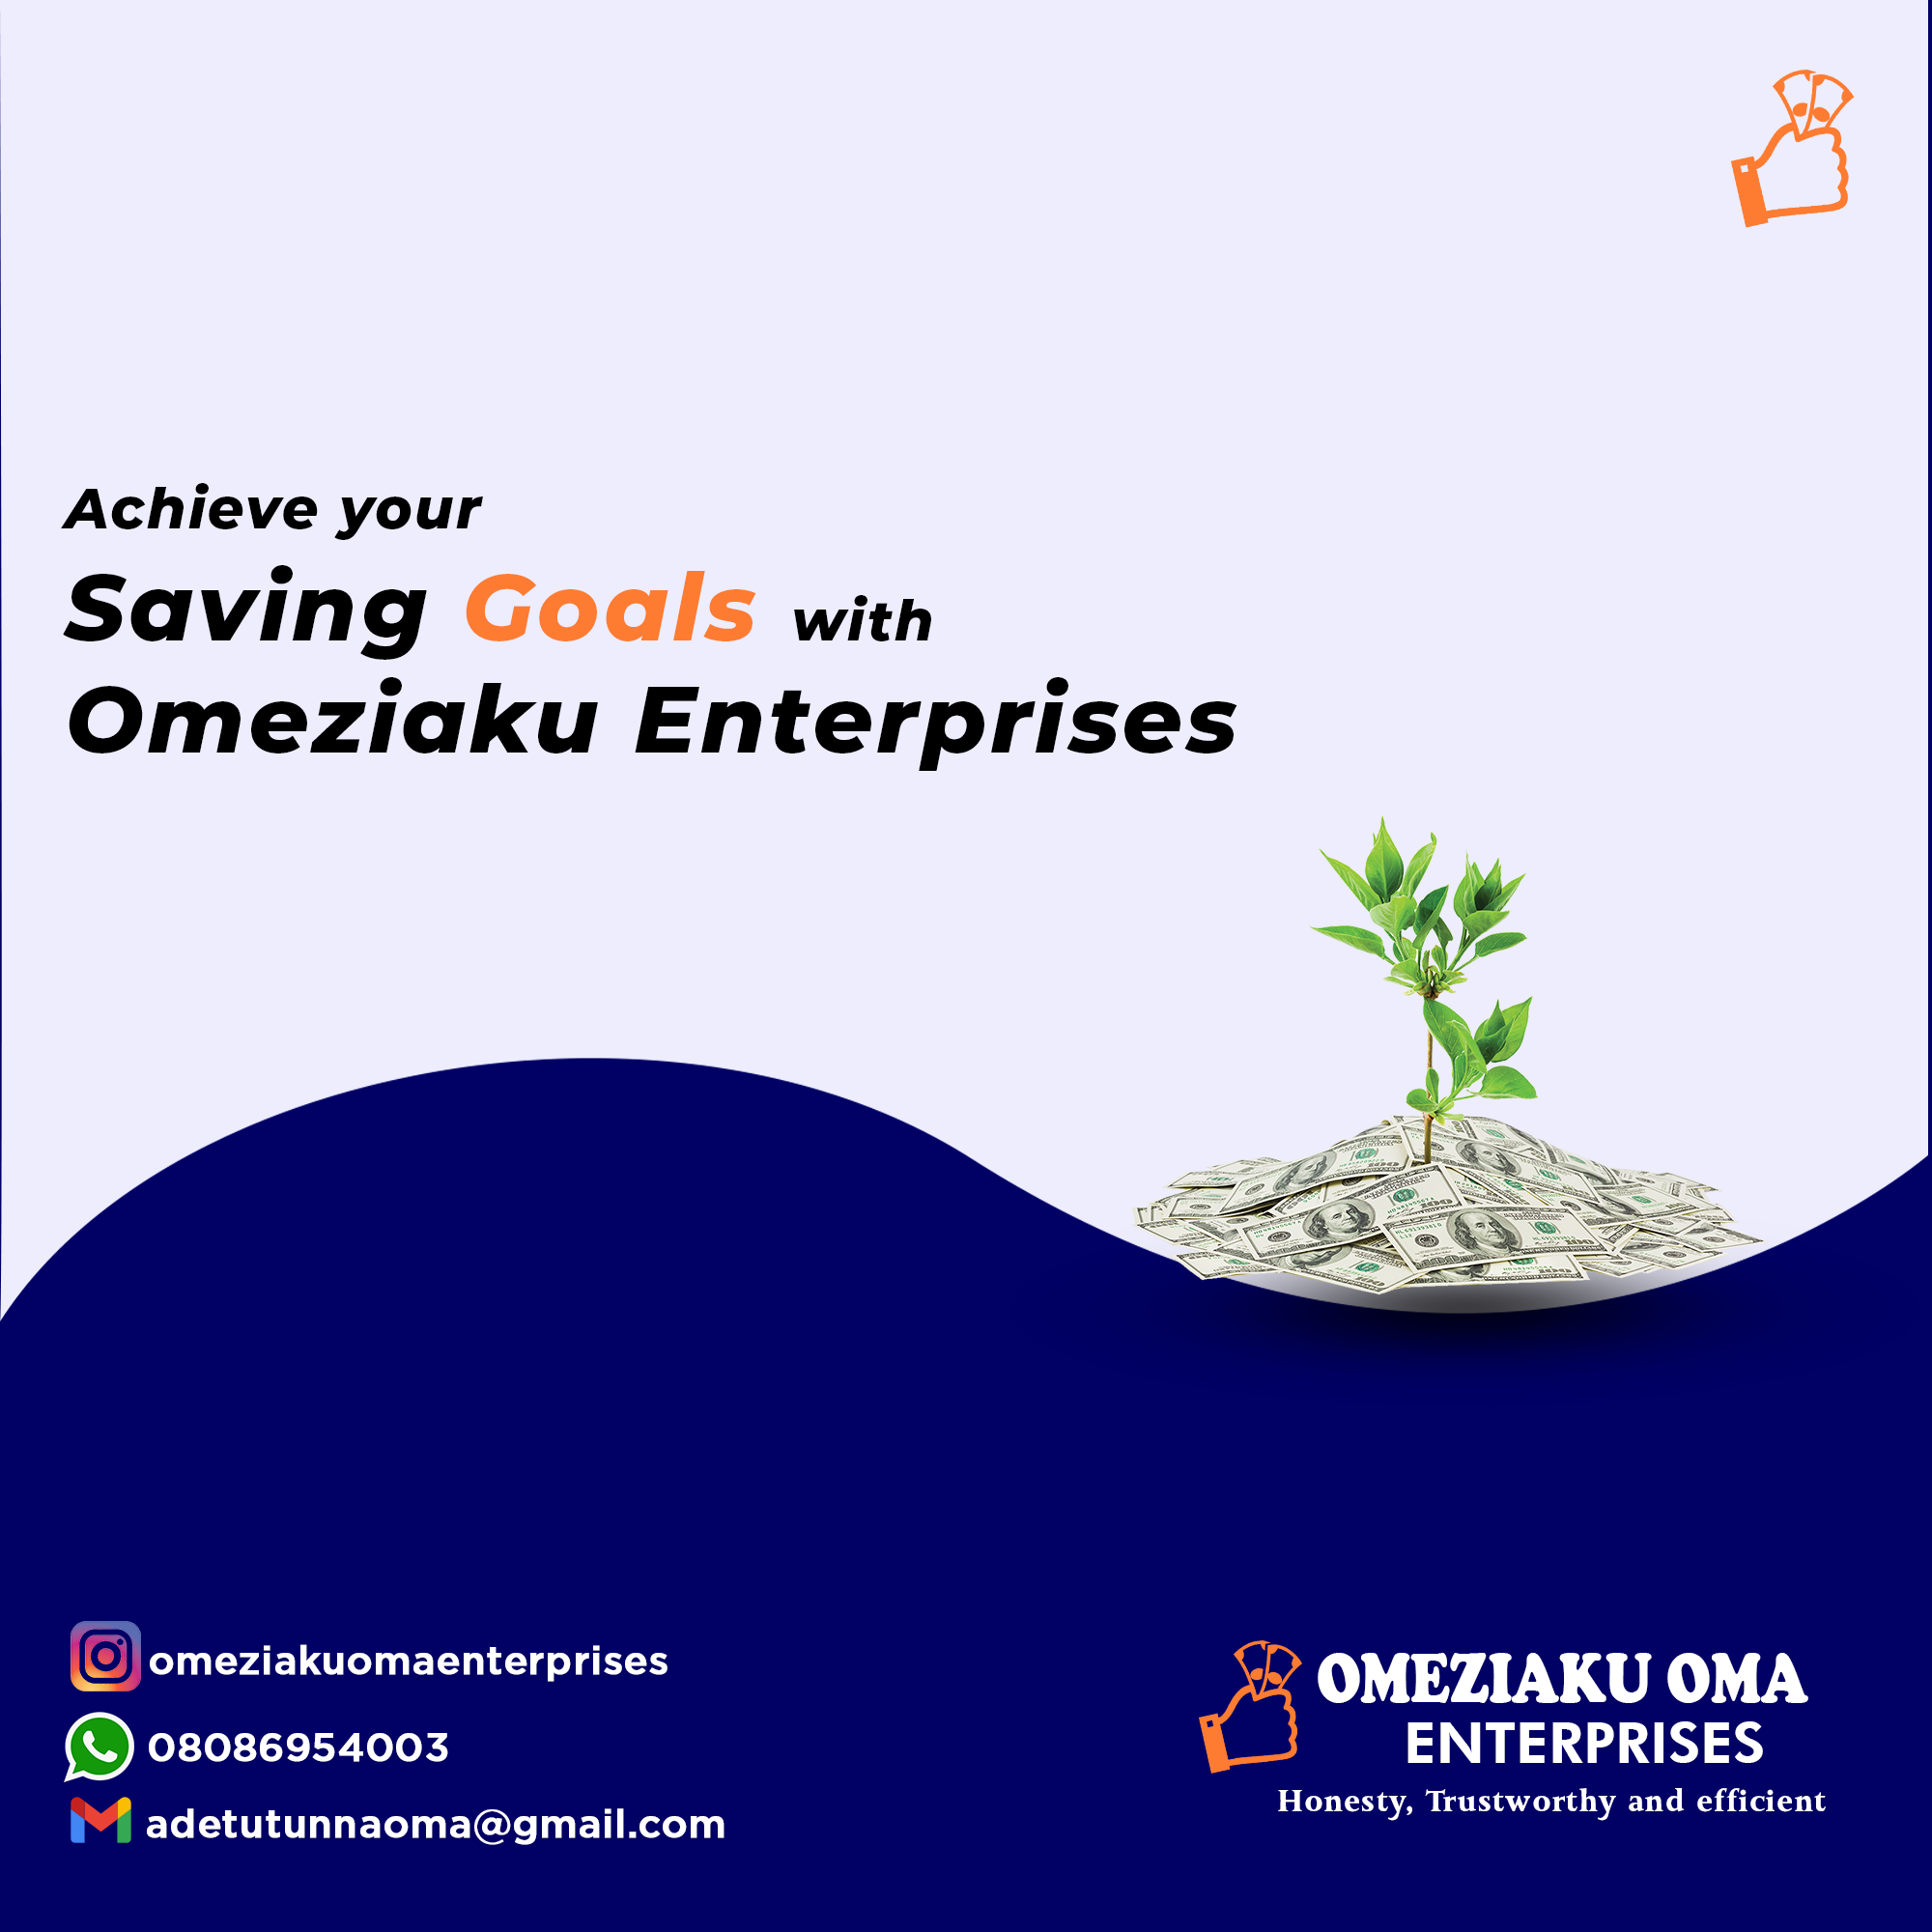 Achieve your
Saving Goals with
Omeziaku Enterprises
omeziakuomaenterprises
08086954003
adetutunnaoma@gmail.com
OMEZIAKU OMA
ENTERPRISES
Honesty, Trustworthy and efficient